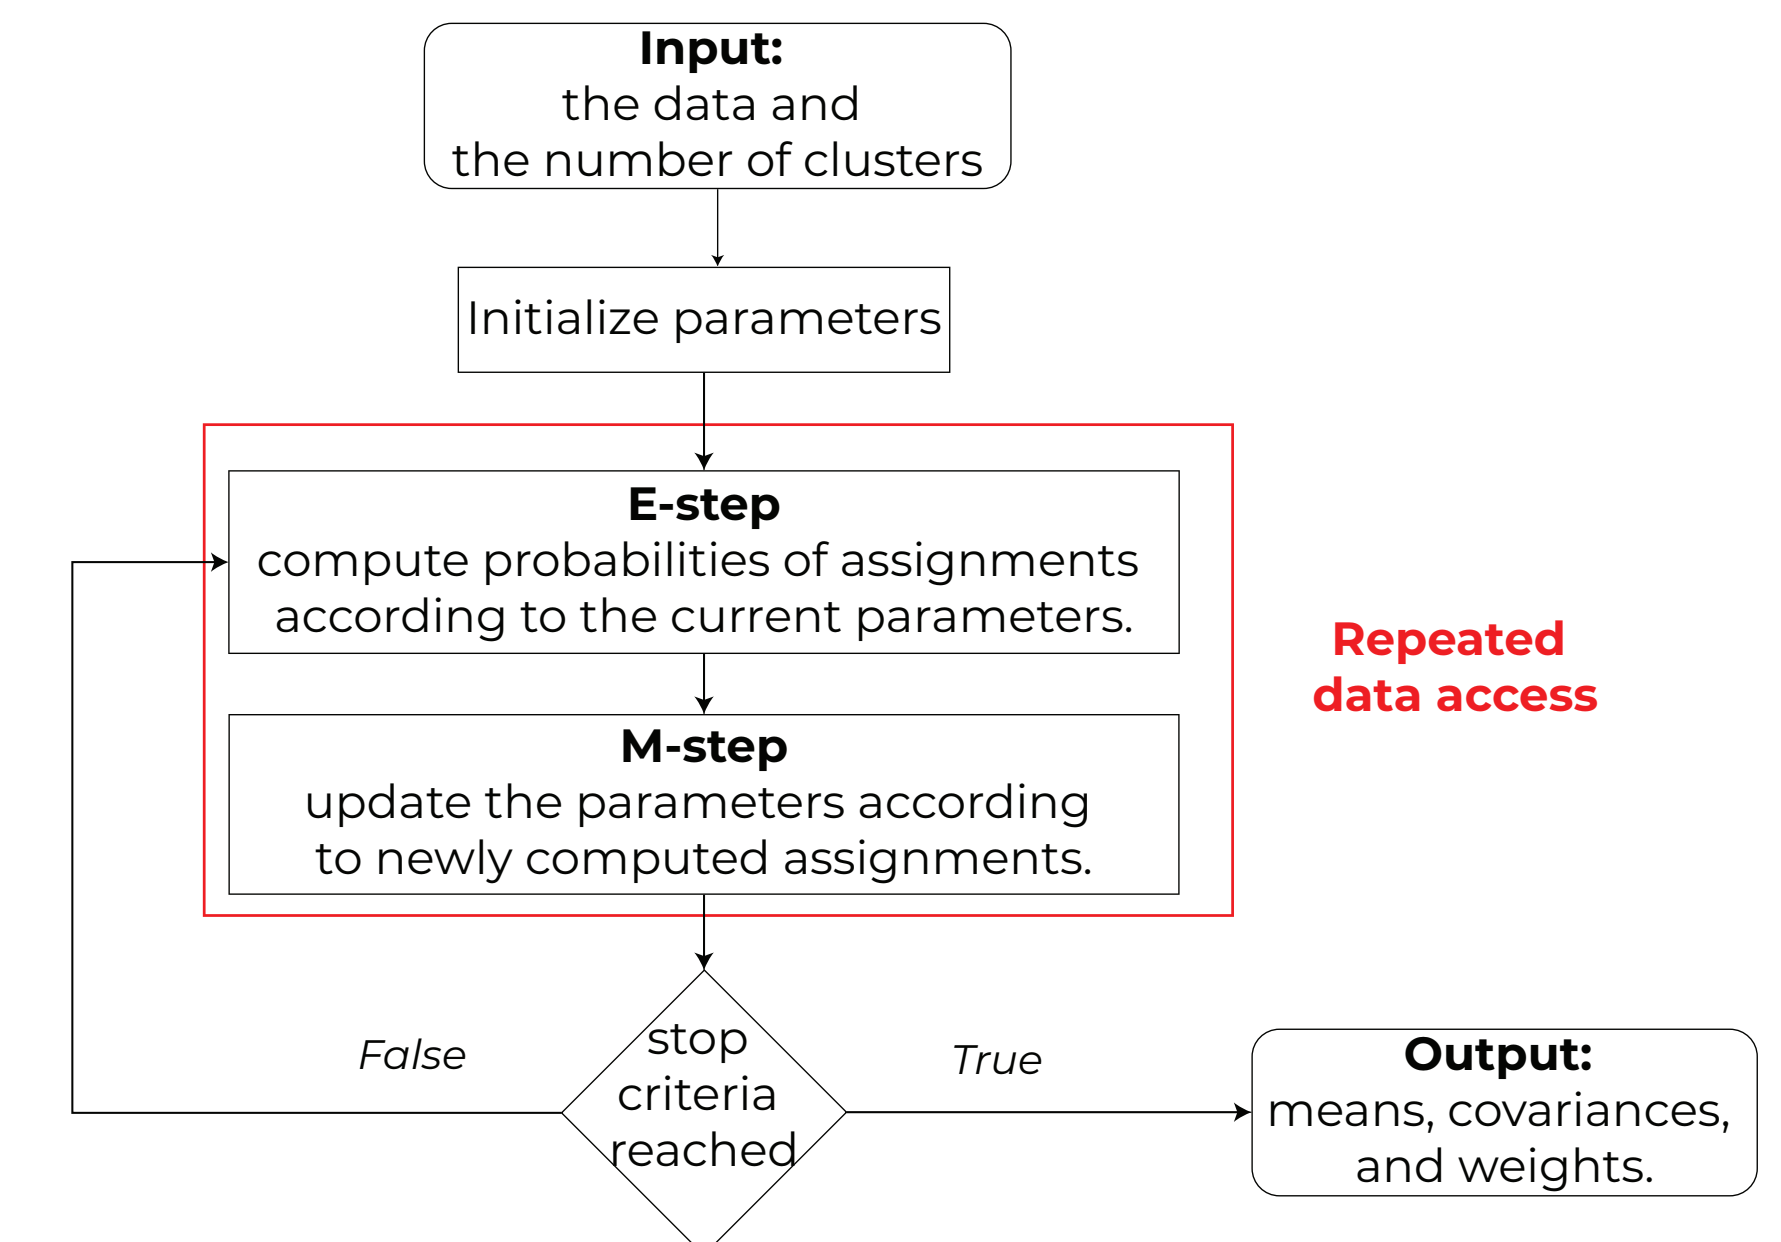 Input:
the data and
the number of clusters
Initialize parameters
E-step
compute probabilities of assignments
according to the current parameters.
Repeated
data access
M-step
update the parameters according
to newly computed assignments.
False
stop
criteria
reached
True
Output:
means, covariances,
and weights.